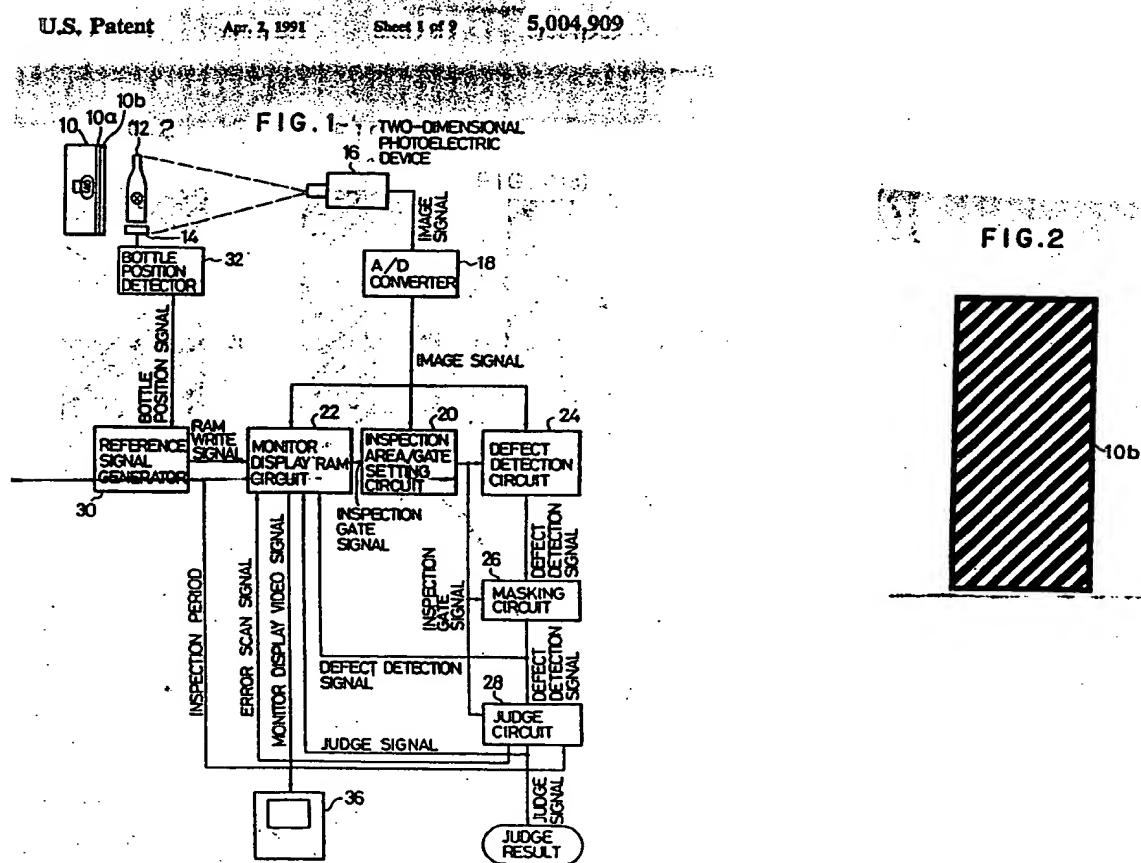 U.S. Patent Apr. 2, 1991 Sheet 1 of 9 5,004,909
FIG. 1
10
10a
10b
12
14
TWO-DIMENSIONAL
PHOTOELECTRIC
DEVICE
16
IMAGE
SIGNAL
BOTTLE
POSITION
DETECTOR
32
A/D
CONVERTER
18
BOTTLE
POSITION SIGNAL
IMAGE SIGNAL
REFERENCE
SIGNAL
GENERATOR
30
RAM
WRITE
SIGNAL
MONITOR
DISPLAY RAM
CIRCUIT
22
INSPECTION
AREA/GATE
SETTING
CIRCUIT
20
DEFECT
DETECTION
CIRCUIT
24
INSPECTION
GATE
SIGNAL
DEFECT
DETECTION
SIGNAL
INSPECTION
GATE
SIGNAL
26
MASKING
CIRCUIT
INSPECTION PERIOD
ERROR SCAN SIGNAL
MONITOR DISPLAY VIDEO SIGNAL
DEFECT DETECTION
SIGNAL
DEFECT
DETECTION
SIGNAL
28
JUDGE
CIRCUIT
JUDGE SIGNAL
JUDGE
SIGNAL
36
JUDGE
RESULT
FIG.2
10b